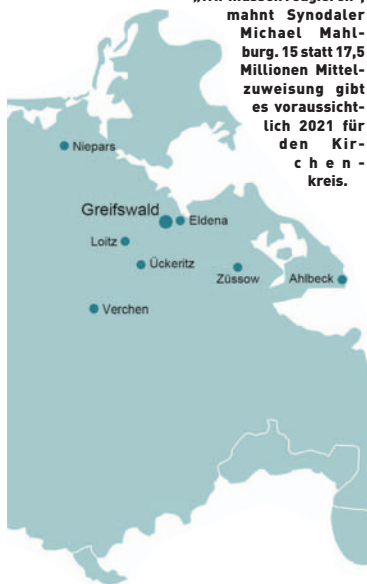 mahnt Synodaler
Michael Mahl-
burg. 15 statt 17,5
Millionen Mittel-
zuweisung gibt
es voraussicht-
lich 2021 für
den Kir-
chen-
kreis.
Niepars
Greifswald
Eldena
Loitz
Ückeritz
Züssow
Ahlbeck
Verchen